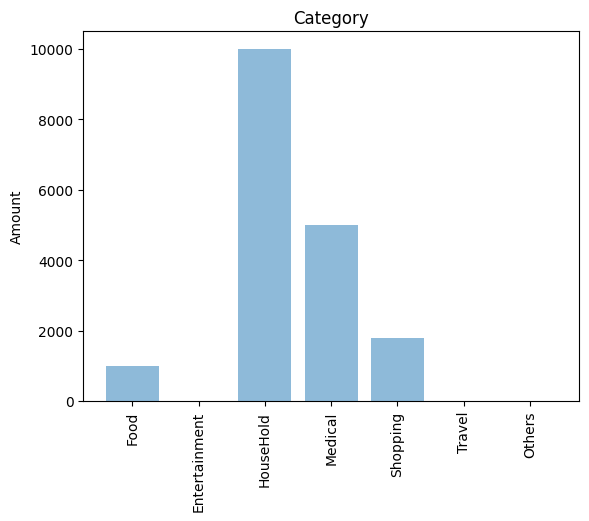 Category
Amount
10000
8000
6000
4000
2000
0
Food
Entertainment
HouseHold
Medical
Shopping
Travel
Others